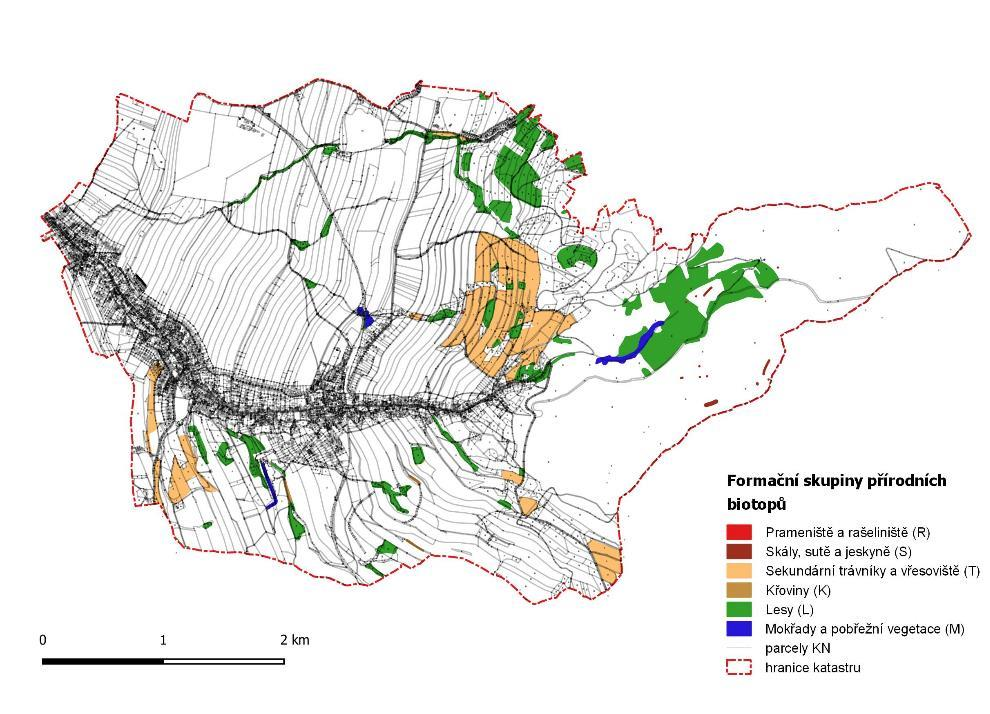 Formační skupiny přírodních
biotopů
Prameniště a rašeliniště (R)
Skály, sutě a jeskyně (S)
Sekundární trávníky a vřesoviště (T)
Křoviny (K)
Lesy (L)
Mokřady a pobřežní vegetace (M)
parcely KN
hranice katastru
0 1 2 km